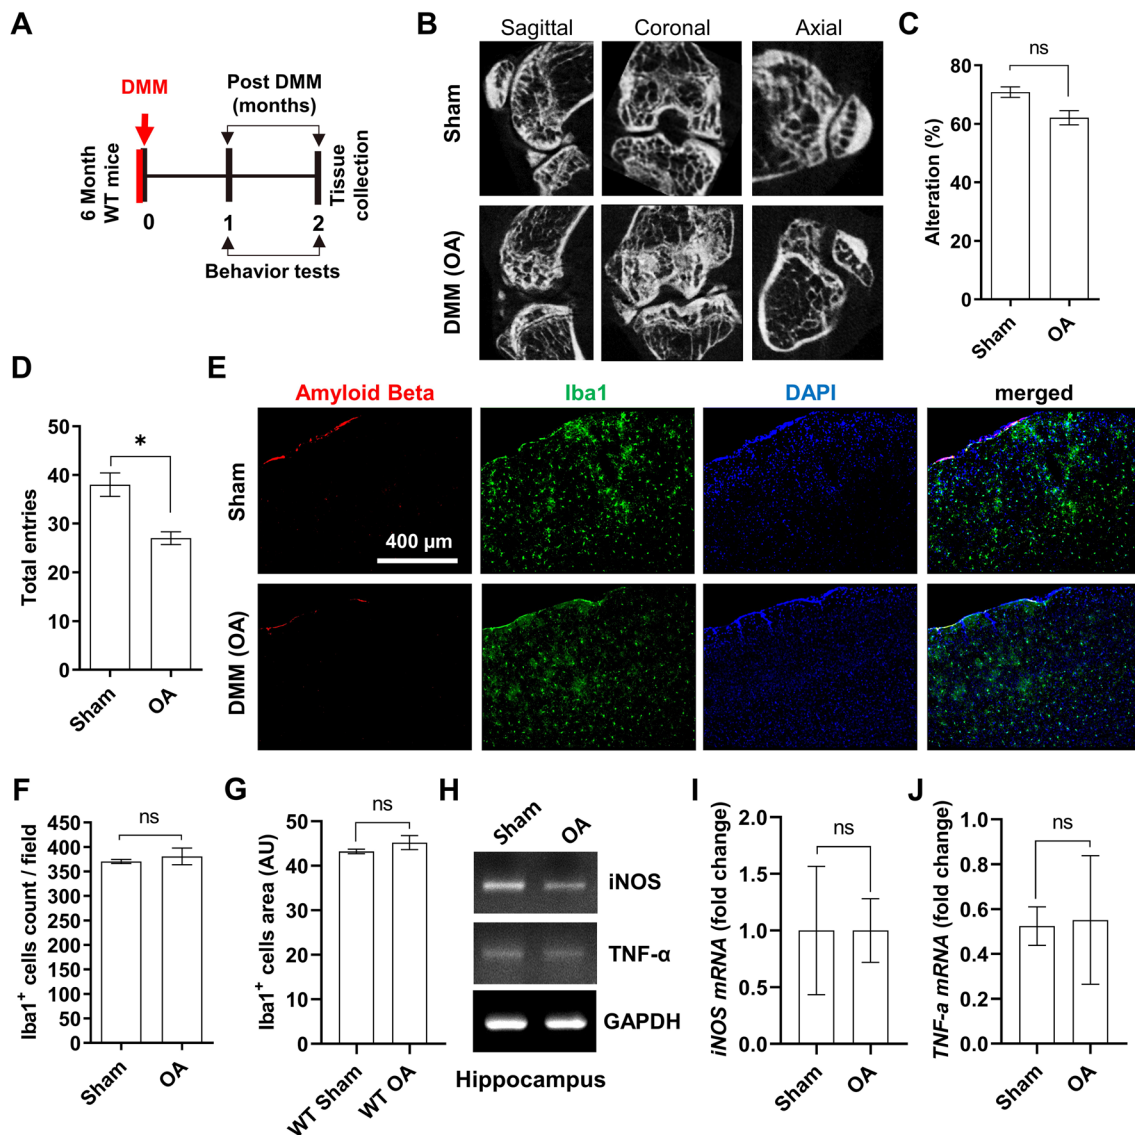 A
DMM
Post DMM
(months)
6 Month
WT mice
Tissue
collection
0
1
2
Behavior tests
B
Sagittal
Coronal
Axial
Sham
DMM (OA)
C
ns
Alteration (%)
80
60
40
20
0
Sham
OA
D
*
Total entries
50
40
30
20
10
0
Sham
OA
E
Amyloid Beta
Iba1
DAPI
merged
Sham
400 µm
DMM (OA)
F
ns
Iba1+ cells count / field
450
400
350
300
250
200
150
100
50
0
Sham
OA
G
ns
Iba1+ cells area (AU)
50
40
30
20
10
0
WT Sham
WT OA
H
Sham
OA
iNOS
TNF-α
GAPDH
Hippocampus
I
ns
iNOS mRNA (fold change)
2.0
1.5
1.0
0.5
0.0
Sham
OA
J
ns
TNF-a mRNA (fold change)
1.0
0.8
0.6
0.4
0.2
0.0
Sham
OA